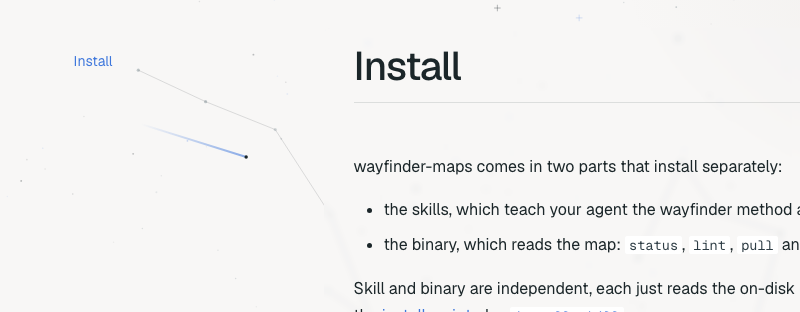 Install
Install
wayfinder-maps comes in two parts that install separately:
the skills, which teach your agent the wayfinder method
the binary, which reads the map: status, lint, pull an
Skill and binary are independent, each just reads the on-disk